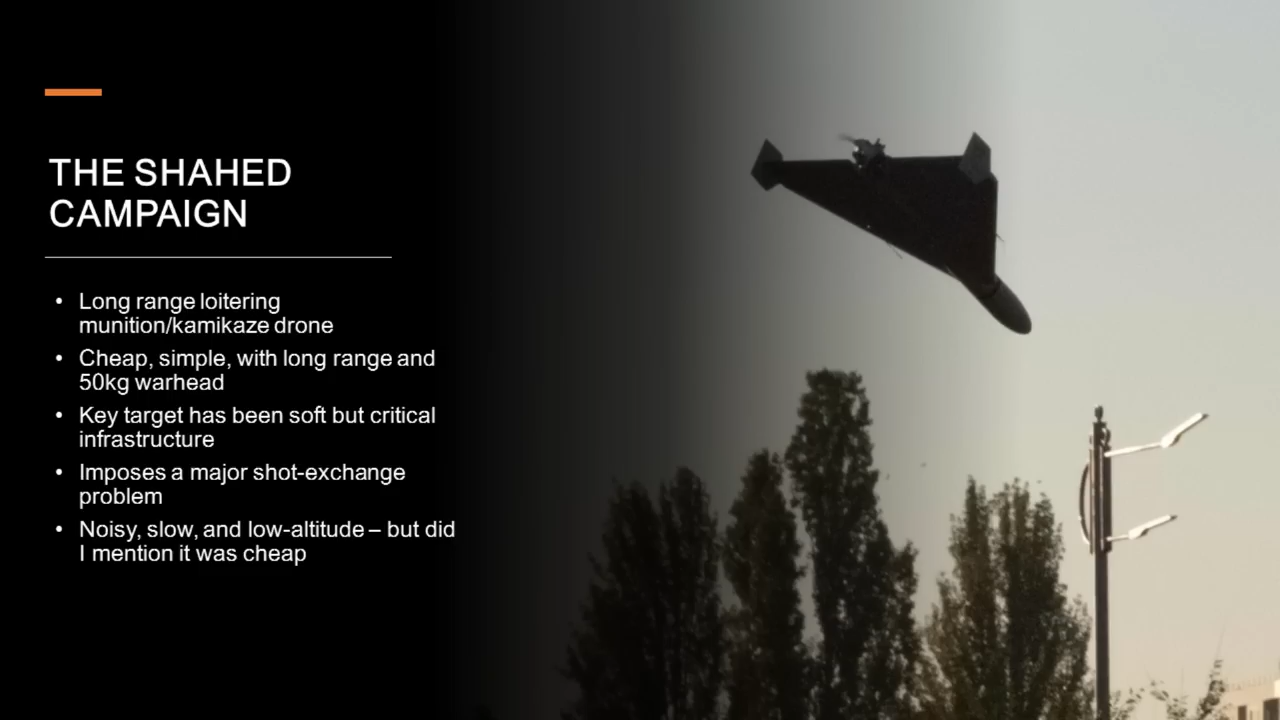 THE SHAHED
CAMPAIGN
• Long range loitering
munition/kamikaze drone
• Cheap, simple, with long range and
50kg warhead
• Key target has been soft but critical
infrastructure
• Imposes a major shot-exchange
problem
• Noisy, slow, and low-altitude – but did
I mention it was cheap